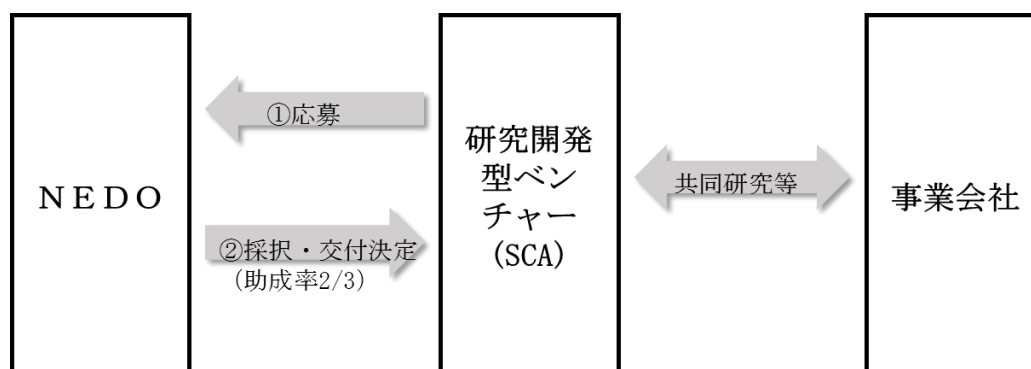 NEDO
①応募
②採択・交付決定
(助成率2/3)
研究開発
型ベン
チャー
(SCA)
共同研究等
事業会社